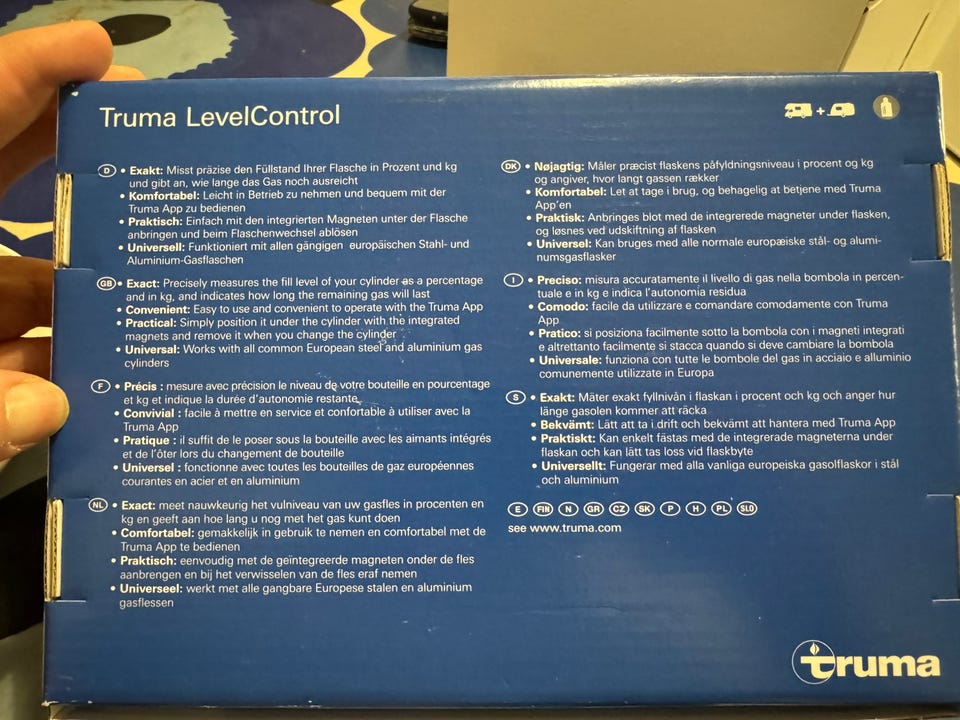 Truma LevelControl
D • Exakt: Misst präzise den Füllstand Ihrer Flasche in Prozent und kg
und gibt an, wie lange das Gas noch ausreicht
• Komfortabel: Leicht in Betrieb zu nehmen und bequem mit der
Truma App zu bedienen
• Praktisch: Einfach mit den integrierten Magneten unter der Flasche
anbringen und beim Flaschenwechsel ablösen
• Universell: Funktioniert mit allen gängigen europäischen Stahl- und
Aluminium-Gasflaschen
GB • Exact: Precisely measures the fill level of your cylinder as a percentage
and in kg, and indicates how long the remaining gas will last
• Convenient: Easy to use and convenient to operate with the Truma App
• Practical: Simply position it under the cylinder with the integrated
magnets and remove it when you change the cylinder
• Universal: Works with all common European steel and aluminium gas
cylinders
F • Précis : mesure avec précision le niveau de votre bouteille en pourcentage
et kg et indique la durée d'autonomie restante
• Convivial : facile à mettre en service et confortable à utiliser avec la
Truma App
• Pratique : il suffit de le poser sous la bouteille avec les aimants intégrés
et de l'ôter lors du changement de bouteille
• Universel : fonctionne avec toutes les bouteilles de gaz européennes
courantes en acier et en aluminium
NL • Exact: meet nauwkeurig het vulniveau van uw gasfles in procenten en
kg en geeft aan hoe lang u nog met het gas kunt doen
• Comfortabel: gemakkelijk in gebruik te nemen en comfortabel met de
Truma App te bedienen
• Praktisch: eenvoudig met de geïntegreerde magneten onder de fles
aanbrengen en bij het verwisselen van de fles eraf nemen
• Universeel: werkt met alle gangbare Europese stalen en aluminium
gasflessen
DK • Nøjagtig: Måler præcist flaskens påfyldningsniveau i procent og kg
og angiver, hvor langt gassen rækker
• Komfortabel: Let at tage i brug, og behagelig at betjene med Truma
App'en
• Praktisk: Anbringes blot med de integrerede magneter under flasken,
og løsnes ved udskiftning af flasken
• Universel: Kan bruges med alle normale europæiske stål- og alumi-
numsgasflasker
I • Preciso: misura accuratamente il livello di gas nella bombola in percen-
tuale e in kg e indica l'autonomia residua
• Comodo: facile da utilizzare e comandare comodamente con Truma
App
• Pratico: si posiziona facilmente sotto la bombola con i magneti integrati
e altrettanto facilmente si stacca quando si deve cambiare la bombola
• Universale: funziona con tutte le bombole del gas in acciaio e alluminio
comunemente utilizzate in Europa
S • Exakt: Mäter exakt fyllnivån i flaskan i procent och kg och anger hur
länge gasolen kommer att räcka
• Bekvämt: Lätt att ta i drift och bekvämt att hantera med Truma App
• Praktiskt: Kan enkelt fästas med de integrerade magneterna under
flaskan och kan lätt tas loss vid flaskbyte
• Universellt: Fungerar med alla vanliga europeiska gasolflaskor i stål
och aluminium
E FIN N GR CZ SK P H PL SLO
see www.truma.com
truma